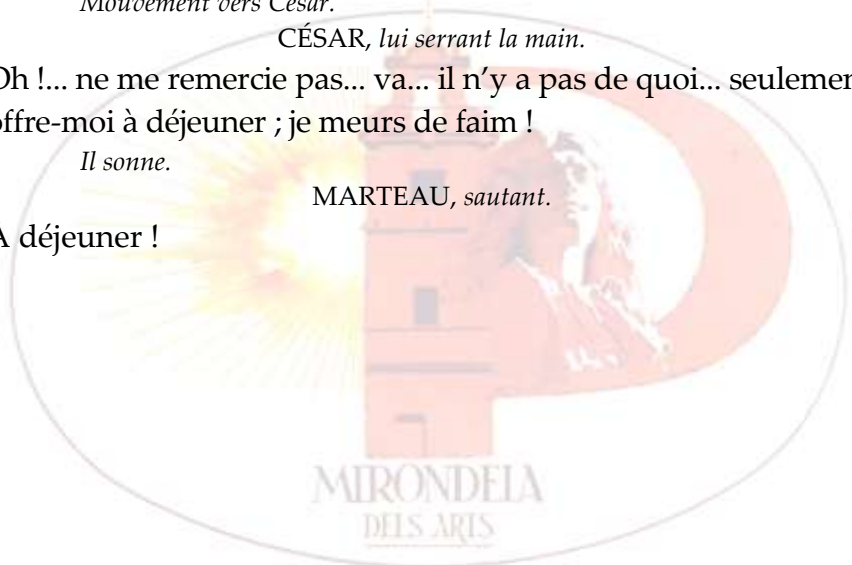 Mouvement vers César.
CÉSAR, lui serrant la main.
Oh !... ne me remercie pas... va... il n'y a pas de quoi... seulemen
offre-moi à déjeuner ; je meurs de faim !
Il sonne.
MARTEAU, sautant.
À déjeuner !
MIRONDELA
DELS ARTS